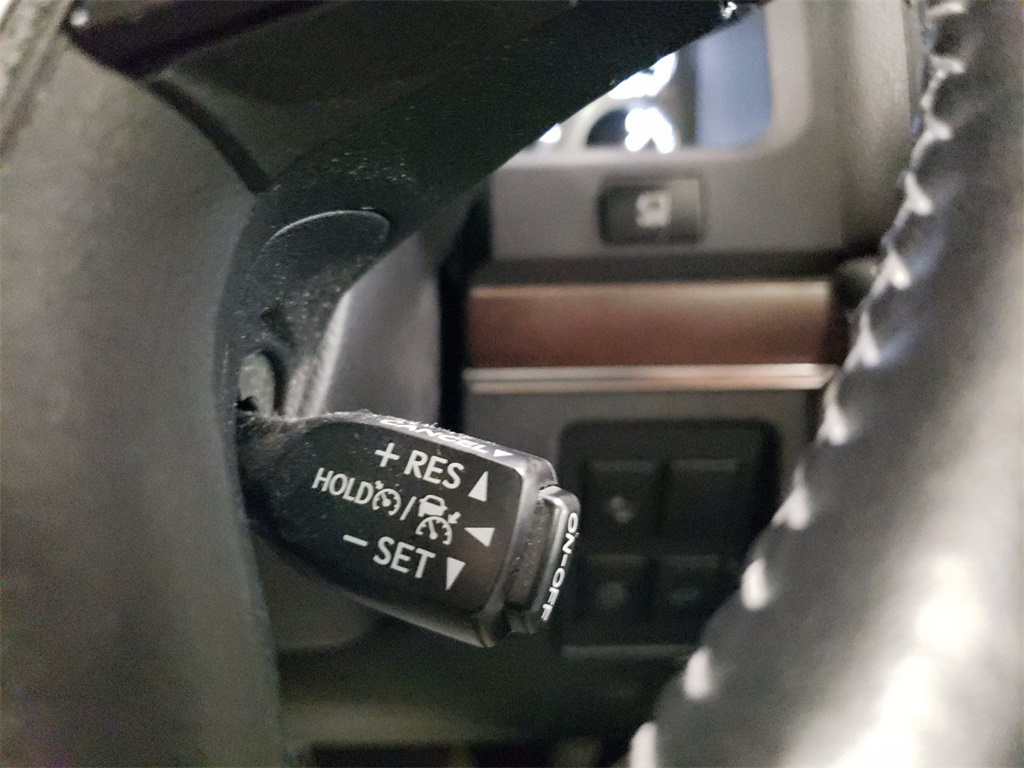 CANCEL
+ RES
HOLD /
− SET
ON-OFF